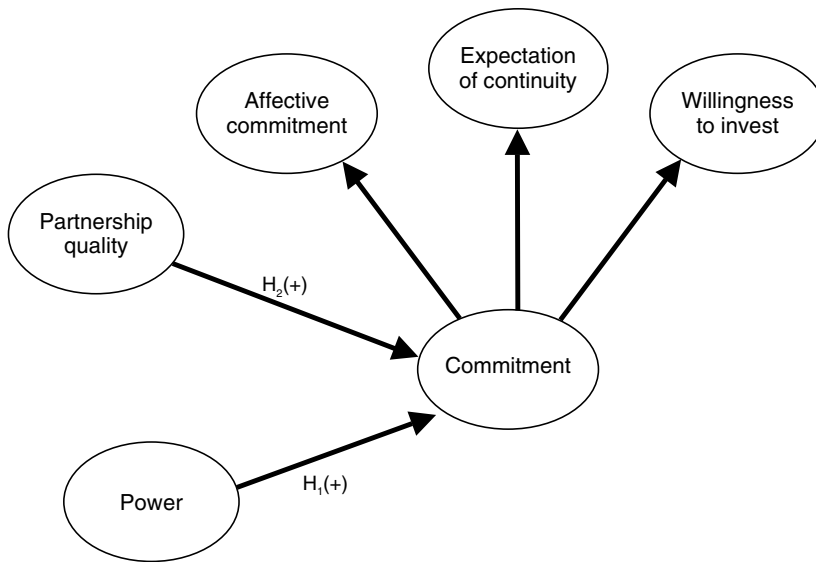 Expectation
of continuity
Affective
commitment
Willingness
to invest
Partnership
quality
H₂(+)
Commitment
H₁(+)
Power